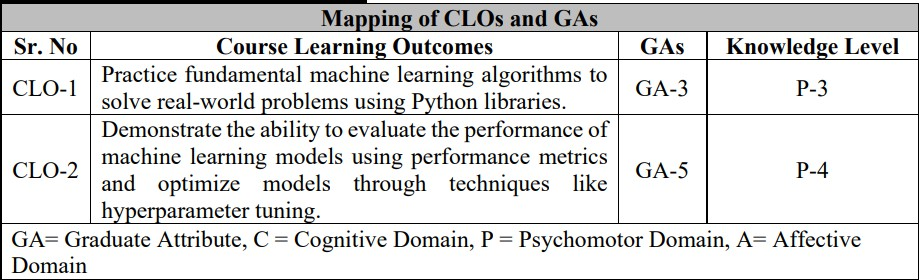 Mapping of CLOs and GAs
Sr. No Course Learning Outcomes GAs Knowledge Level
CLO-1 Practice fundamental machine learning algorithms to solve real-world problems using Python libraries. GA-3 P-3
CLO-2 Demonstrate the ability to evaluate the performance of machine learning models using performance metrics and optimize models through techniques like hyperparameter tuning. GA-5 P-4
GA= Graduate Attribute, C = Cognitive Domain, P = Psychomotor Domain, A= Affective
Domain